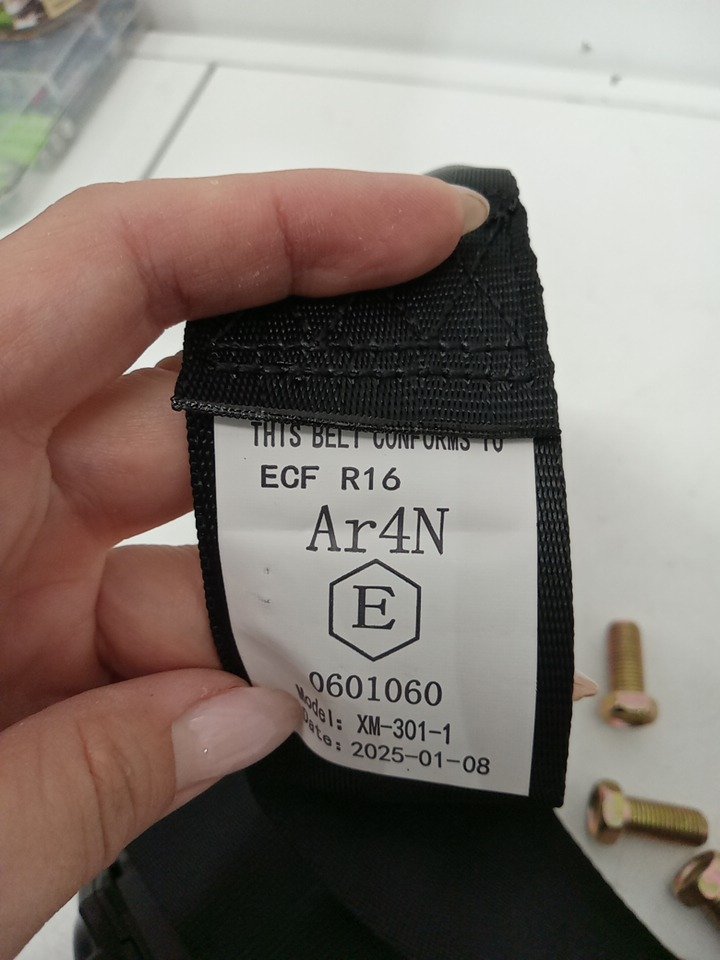 THIS BELT CONFORMS TO
ECF R16
Ar4N
E
0601060
Model: XM-301-1
Date: 2025-01-08